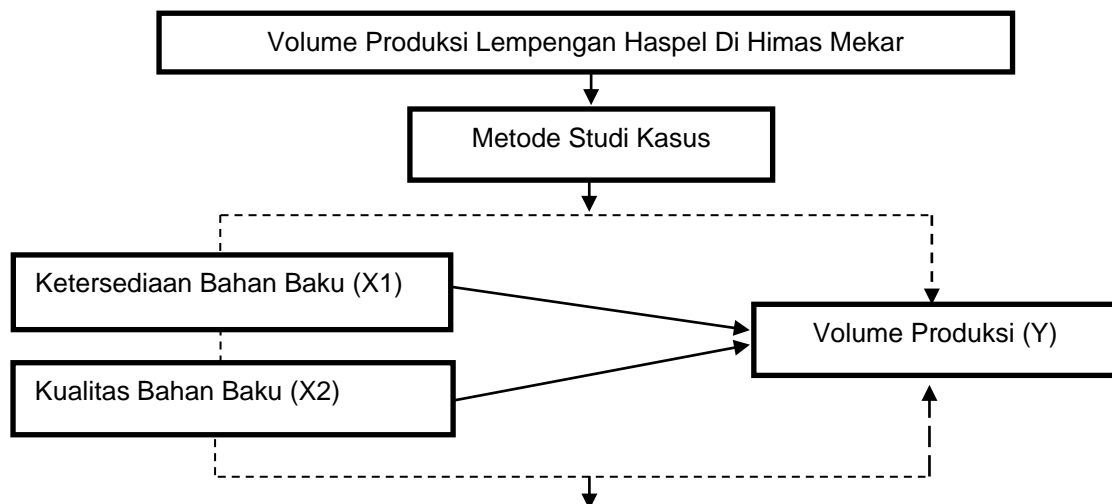 Volume Produksi Lempengan Haspel Di Himas Mekar
Metode Studi Kasus
Ketersediaan Bahan Baku (X1)
Volume Produksi (Y)
Kualitas Bahan Baku (X2)